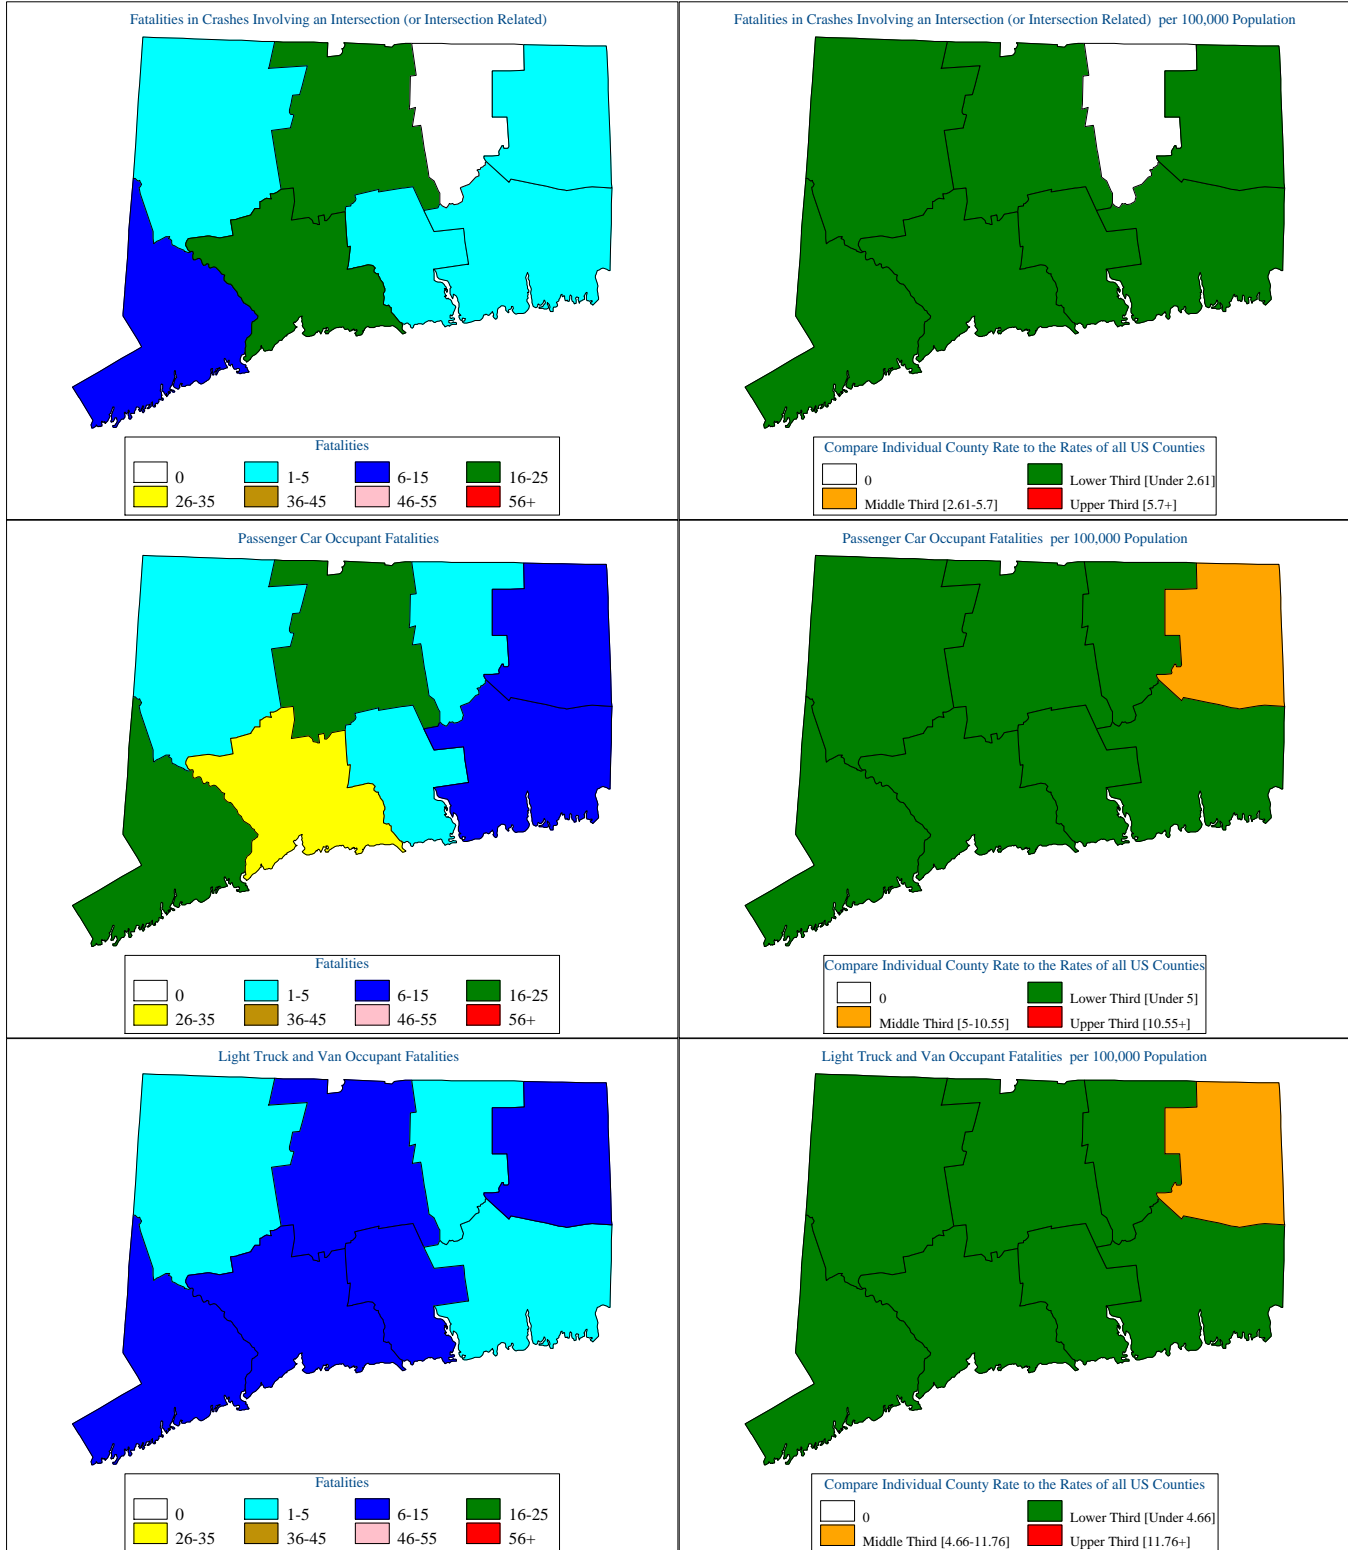 Fatalities in Crashes Involving an Intersection (or Intersection Related)
Fatalities
0
1-5
6-15
16-25
26-35
36-45
46-55
56+
Fatalities in Crashes Involving an Intersection (or Intersection Related) per 100,000 Population
Compare Individual County Rate to the Rates of all US Counties
0
Lower Third [Under 2.61]
Middle Third [2.61-5.7]
Upper Third [5.7+]
Passenger Car Occupant Fatalities
Fatalities
0
1-5
6-15
16-25
26-35
36-45
46-55
56+
Passenger Car Occupant Fatalities per 100,000 Population
Compare Individual County Rate to the Rates of all US Counties
0
Lower Third [Under 5]
Middle Third [5-10.55]
Upper Third [10.55+]
Light Truck and Van Occupant Fatalities
Fatalities
0
1-5
6-15
16-25
26-35
36-45
46-55
56+
Light Truck and Van Occupant Fatalities per 100,000 Population
Compare Individual County Rate to the Rates of all US Counties
0
Lower Third [Under 4.66]
Middle Third [4.66-11.76]
Upper Third [11.76+]